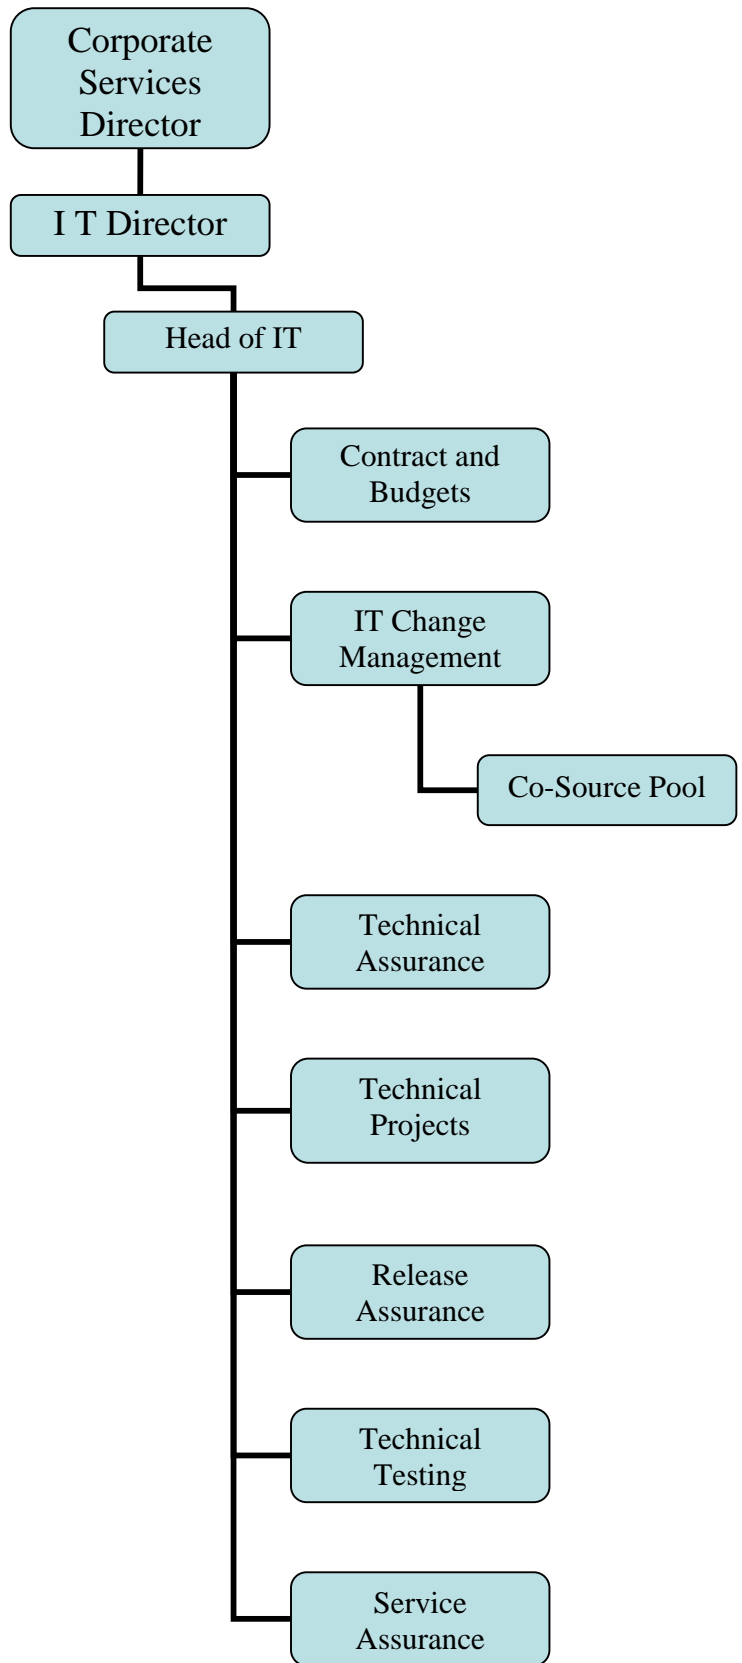 Corporate
Services
Director
I T Director
Head of IT
Contract and
Budgets
IT Change
Management
Co-Source Pool
Technical
Assurance
Technical
Projects
Release
Assurance
Technical
Testing
Service
Assurance